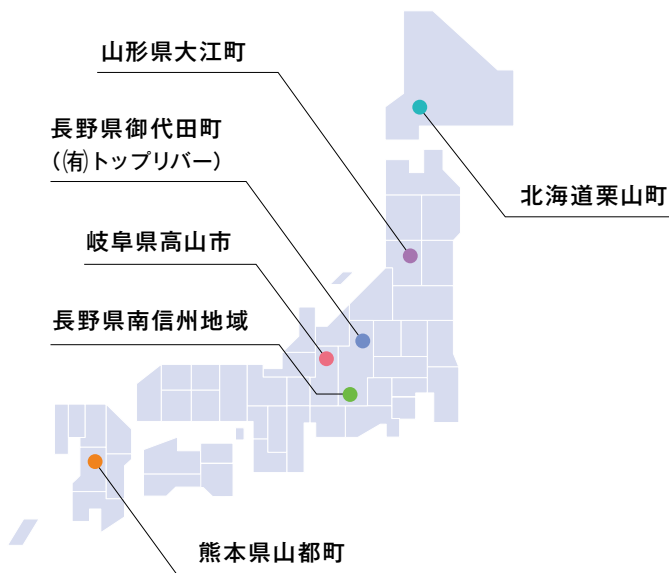 山形県大江町
長野県御代田町
（㈲トップリバー）
北海道栗山町
岐阜県高山市
長野県南信州地域
熊本県山都町